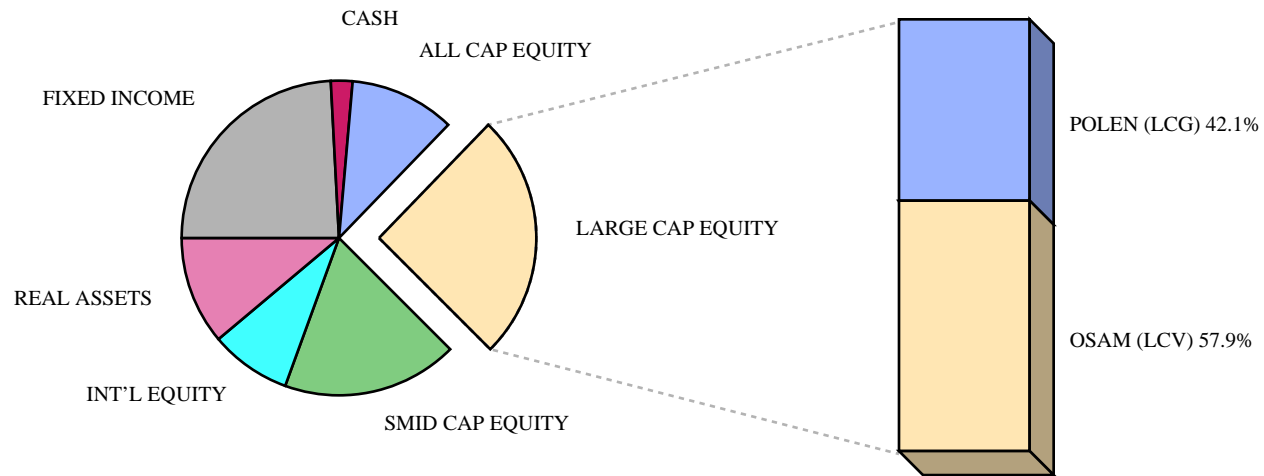 CASH
ALL CAP EQUITY
FIXED INCOME
POLEN (LCG) 42.1%
LARGE CAP EQUITY
REAL ASSETS
OSAM (LCV) 57.9%
INT'L EQUITY
SMID CAP EQUITY